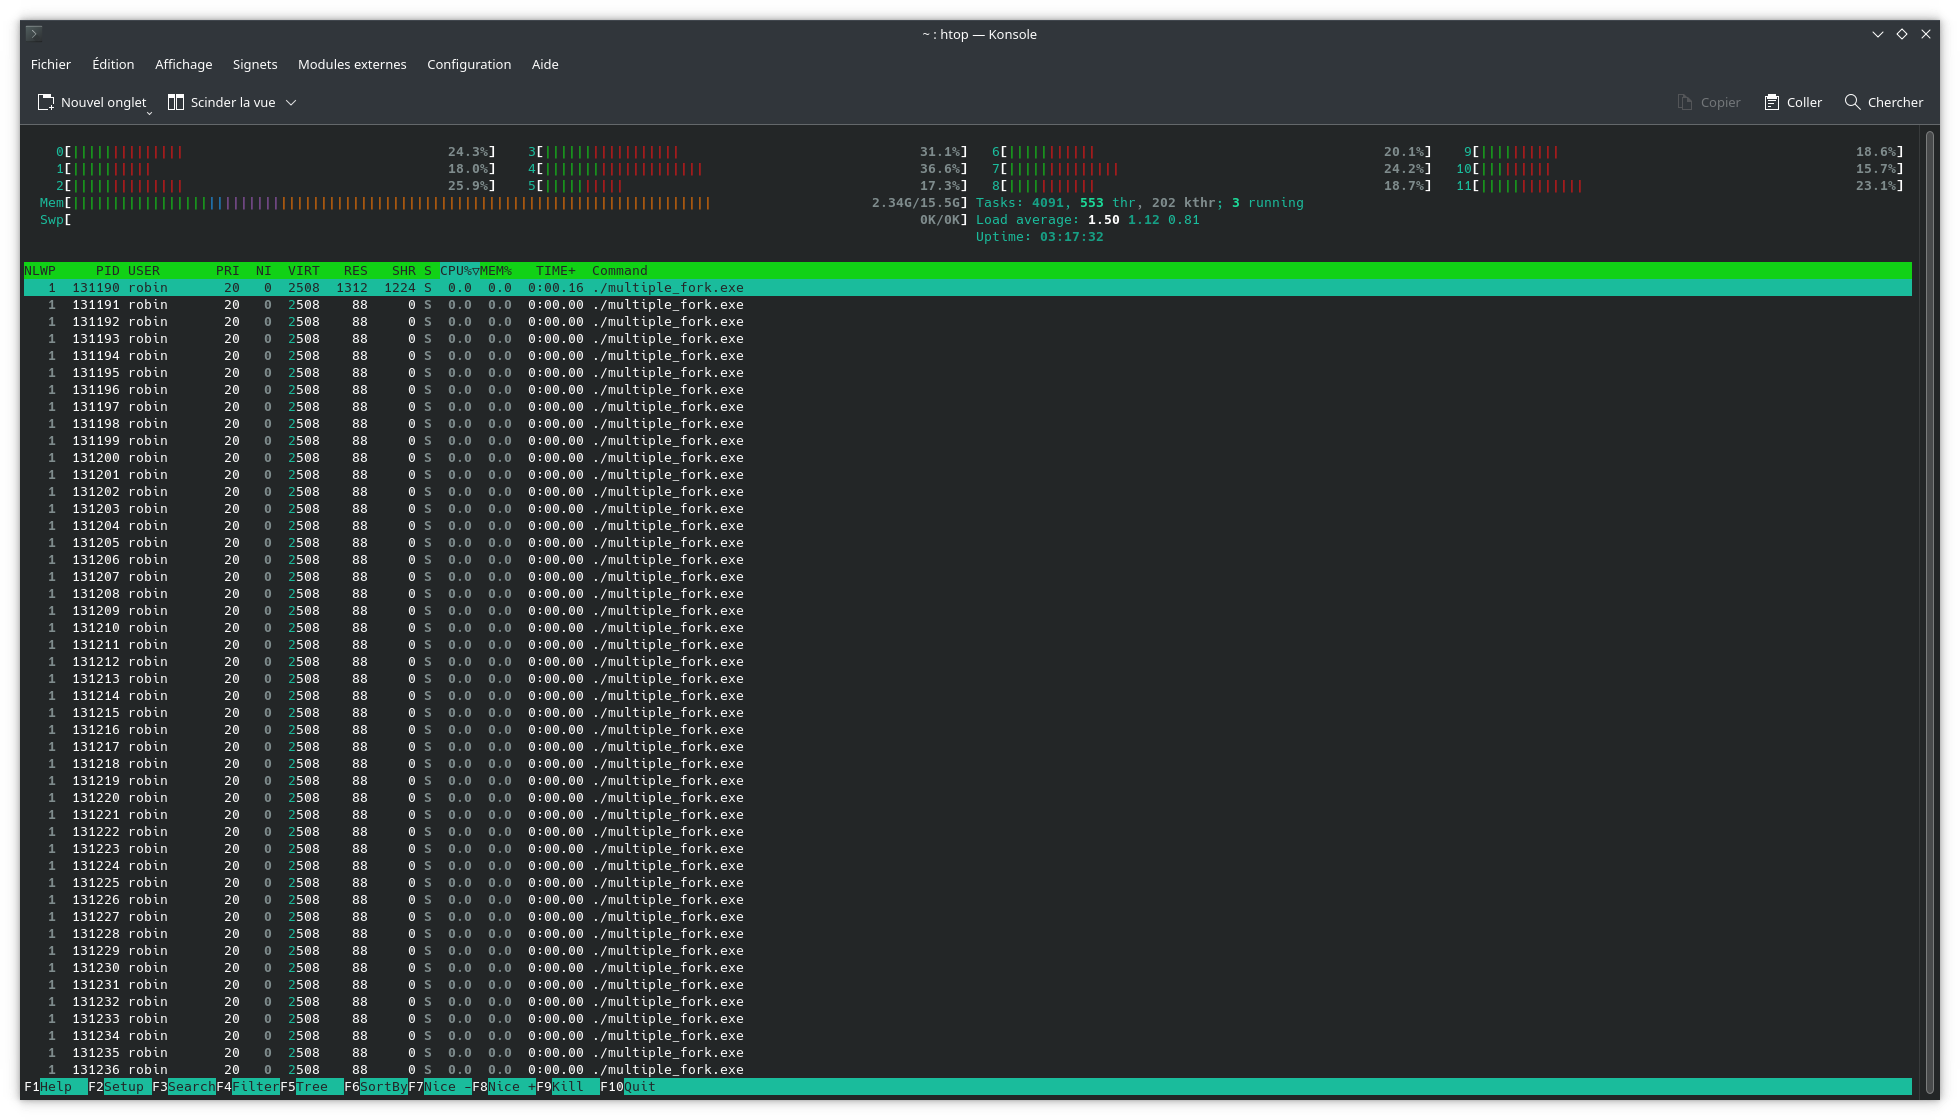 ~ : htop — Konsole
Fichier Édition Affichage Signets Modules externes Configuration Aide
Nouvel onglet Scinder la vue Copier Coller Chercher
0[||||||||||||||24.3%] 3[|||||||||||||||||31.1%] 6[|||||||||||20.1%] 9[||||||||||18.6%]
1[||||||||||18.0%] 4[||||||||||||||||||||36.6%] 7[||||||||||||||24.2%] 10[|||||||||15.7%]
2[||||||||||||||25.9%] 5[||||||||||17.3%] 8[|||||||||||18.7%] 11[|||||||||||||23.1%]
Mem[||||||||||||||||||||||||||||||||||||||||||||||||||||||||||||||||||||||||||||||||2.34G/15.5G] Tasks: 4091, 553 thr, 202 kthr; 3 running
Swp[0K/0K] Load average: 1.50 1.12 0.81
Uptime: 03:17:32
NLWP PID USER PRI NI VIRT RES SHR S CPU%▽MEM% TIME+ Command
1 131190 robin 20 0 2508 1312 1224 S 0.0 0.0 0:00.16 ./multiple_fork.exe
1 131191 robin 20 0 2508 88 0 S 0.0 0.0 0:00.00 ./multiple_fork.exe
1 131192 robin 20 0 2508 88 0 S 0.0 0.0 0:00.00 ./multiple_fork.exe
1 131193 robin 20 0 2508 88 0 S 0.0 0.0 0:00.00 ./multiple_fork.exe
1 131194 robin 20 0 2508 88 0 S 0.0 0.0 0:00.00 ./multiple_fork.exe
1 131195 robin 20 0 2508 88 0 S 0.0 0.0 0:00.00 ./multiple_fork.exe
1 131196 robin 20 0 2508 88 0 S 0.0 0.0 0:00.00 ./multiple_fork.exe
1 131197 robin 20 0 2508 88 0 S 0.0 0.0 0:00.00 ./multiple_fork.exe
1 131198 robin 20 0 2508 88 0 S 0.0 0.0 0:00.00 ./multiple_fork.exe
1 131199 robin 20 0 2508 88 0 S 0.0 0.0 0:00.00 ./multiple_fork.exe
1 131200 robin 20 0 2508 88 0 S 0.0 0.0 0:00.00 ./multiple_fork.exe
1 131201 robin 20 0 2508 88 0 S 0.0 0.0 0:00.00 ./multiple_fork.exe
1 131202 robin 20 0 2508 88 0 S 0.0 0.0 0:00.00 ./multiple_fork.exe
1 131203 robin 20 0 2508 88 0 S 0.0 0.0 0:00.00 ./multiple_fork.exe
1 131204 robin 20 0 2508 88 0 S 0.0 0.0 0:00.00 ./multiple_fork.exe
1 131205 robin 20 0 2508 88 0 S 0.0 0.0 0:00.00 ./multiple_fork.exe
1 131206 robin 20 0 2508 88 0 S 0.0 0.0 0:00.00 ./multiple_fork.exe
1 131207 robin 20 0 2508 88 0 S 0.0 0.0 0:00.00 ./multiple_fork.exe
1 131208 robin 20 0 2508 88 0 S 0.0 0.0 0:00.00 ./multiple_fork.exe
1 131209 robin 20 0 2508 88 0 S 0.0 0.0 0:00.00 ./multiple_fork.exe
1 131210 robin 20 0 2508 88 0 S 0.0 0.0 0:00.00 ./multiple_fork.exe
1 131211 robin 20 0 2508 88 0 S 0.0 0.0 0:00.00 ./multiple_fork.exe
1 131212 robin 20 0 2508 88 0 S 0.0 0.0 0:00.00 ./multiple_fork.exe
1 131213 robin 20 0 2508 88 0 S 0.0 0.0 0:00.00 ./multiple_fork.exe
1 131214 robin 20 0 2508 88 0 S 0.0 0.0 0:00.00 ./multiple_fork.exe
1 131215 robin 20 0 2508 88 0 S 0.0 0.0 0:00.00 ./multiple_fork.exe
1 131216 robin 20 0 2508 88 0 S 0.0 0.0 0:00.00 ./multiple_fork.exe
1 131217 robin 20 0 2508 88 0 S 0.0 0.0 0:00.00 ./multiple_fork.exe
1 131218 robin 20 0 2508 88 0 S 0.0 0.0 0:00.00 ./multiple_fork.exe
1 131219 robin 20 0 2508 88 0 S 0.0 0.0 0:00.00 ./multiple_fork.exe
1 131220 robin 20 0 2508 88 0 S 0.0 0.0 0:00.00 ./multiple_fork.exe
1 131221 robin 20 0 2508 88 0 S 0.0 0.0 0:00.00 ./multiple_fork.exe
1 131222 robin 20 0 2508 88 0 S 0.0 0.0 0:00.00 ./multiple_fork.exe
1 131223 robin 20 0 2508 88 0 S 0.0 0.0 0:00.00 ./multiple_fork.exe
1 131224 robin 20 0 2508 88 0 S 0.0 0.0 0:00.00 ./multiple_fork.exe
1 131225 robin 20 0 2508 88 0 S 0.0 0.0 0:00.00 ./multiple_fork.exe
1 131226 robin 20 0 2508 88 0 S 0.0 0.0 0:00.00 ./multiple_fork.exe
1 131227 robin 20 0 2508 88 0 S 0.0 0.0 0:00.00 ./multiple_fork.exe
1 131228 robin 20 0 2508 88 0 S 0.0 0.0 0:00.00 ./multiple_fork.exe
1 131229 robin 20 0 2508 88 0 S 0.0 0.0 0:00.00 ./multiple_fork.exe
1 131230 robin 20 0 2508 88 0 S 0.0 0.0 0:00.00 ./multiple_fork.exe
1 131231 robin 20 0 2508 88 0 S 0.0 0.0 0:00.00 ./multiple_fork.exe
1 131232 robin 20 0 2508 88 0 S 0.0 0.0 0:00.00 ./multiple_fork.exe
1 131233 robin 20 0 2508 88 0 S 0.0 0.0 0:00.00 ./multiple_fork.exe
1 131234 robin 20 0 2508 88 0 S 0.0 0.0 0:00.00 ./multiple_fork.exe
1 131235 robin 20 0 2508 88 0 S 0.0 0.0 0:00.00 ./multiple_fork.exe
1 131236 robin 20 0 2508 88 0 S 0.0 0.0 0:00.00 ./multiple_fork.exe
F1Help F2Setup F3SearchF4FilterF5Tree F6SortByF7Nice -F8Nice +F9Kill F10Quit